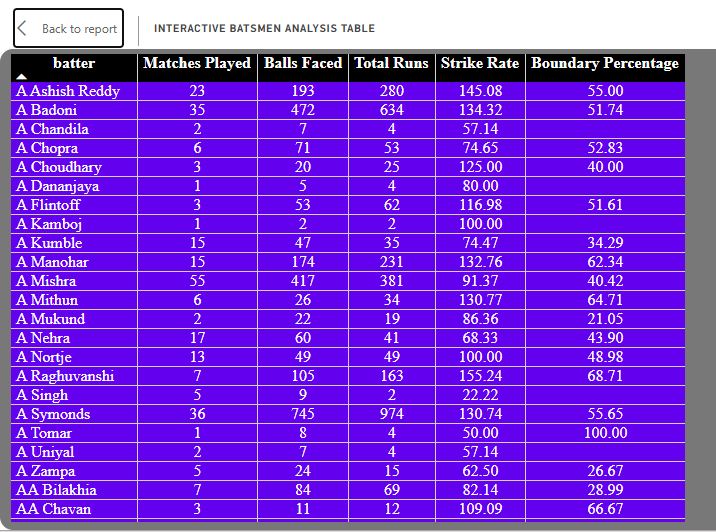 Back to report
INTERACTIVE BATSMEN ANALYSIS TABLE
batter Matches Played Balls Faced Total Runs Strike Rate Boundary Percentage
A Ashish Reddy 23 193 280 145.08 55.00
A Badoni 35 472 634 134.32 51.74
A Chandila 2 7 4 57.14
A Chopra 6 71 53 74.65 52.83
A Choudhary 3 20 25 125.00 40.00
A Dananjaya 1 5 4 80.00
A Flintoff 3 53 62 116.98 51.61
A Kamboj 1 2 2 100.00
A Kumble 15 47 35 74.47 34.29
A Manohar 15 174 231 132.76 62.34
A Mishra 55 417 381 91.37 40.42
A Mithun 6 26 34 130.77 64.71
A Mukund 2 22 19 86.36 21.05
A Nehra 17 60 41 68.33 43.90
A Nortje 13 49 49 100.00 48.98
A Raghuvanshi 7 105 163 155.24 68.71
A Singh 5 9 2 22.22
A Symonds 36 745 974 130.74 55.65
A Tomar 1 8 4 50.00 100.00
A Uniyal 2 7 4 57.14
A Zampa 5 24 15 62.50 26.67
AA Bilakhia 7 84 69 82.14 28.99
AA Chavan 3 11 12 109.09 66.67